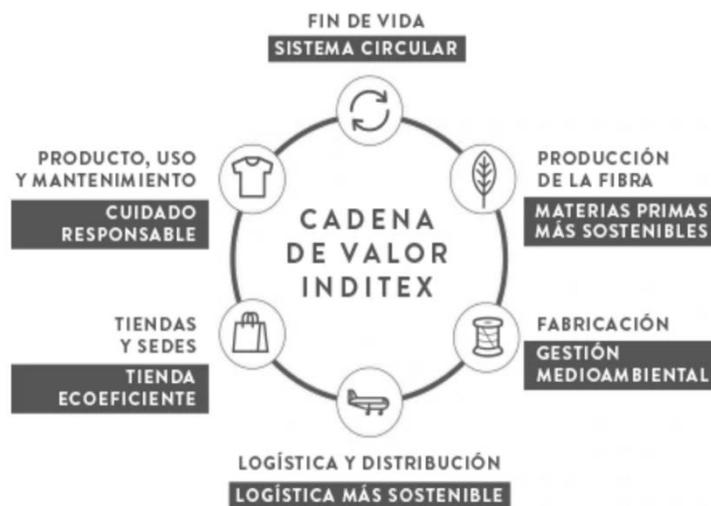 FIN DE VIDA
SISTEMA CIRCULAR
PRODUCCIÓN
DE LA FIBRA
MATERIAS PRIMAS
MÁS SOSTENIBLES
FABRICACIÓN
GESTIÓN
MEDIOAMBIENTAL
LOGÍSTICA Y DISTRIBUCIÓN
LOGÍSTICA MÁS SOSTENIBLE
TIENDAS
Y SEDES
TIENDA
ECOEFICIENTE
PRODUCTO, USO
Y MANTENIMIENTO
CUIDADO
RESPONSABLE
CADENA
DE VALOR
INDITEX